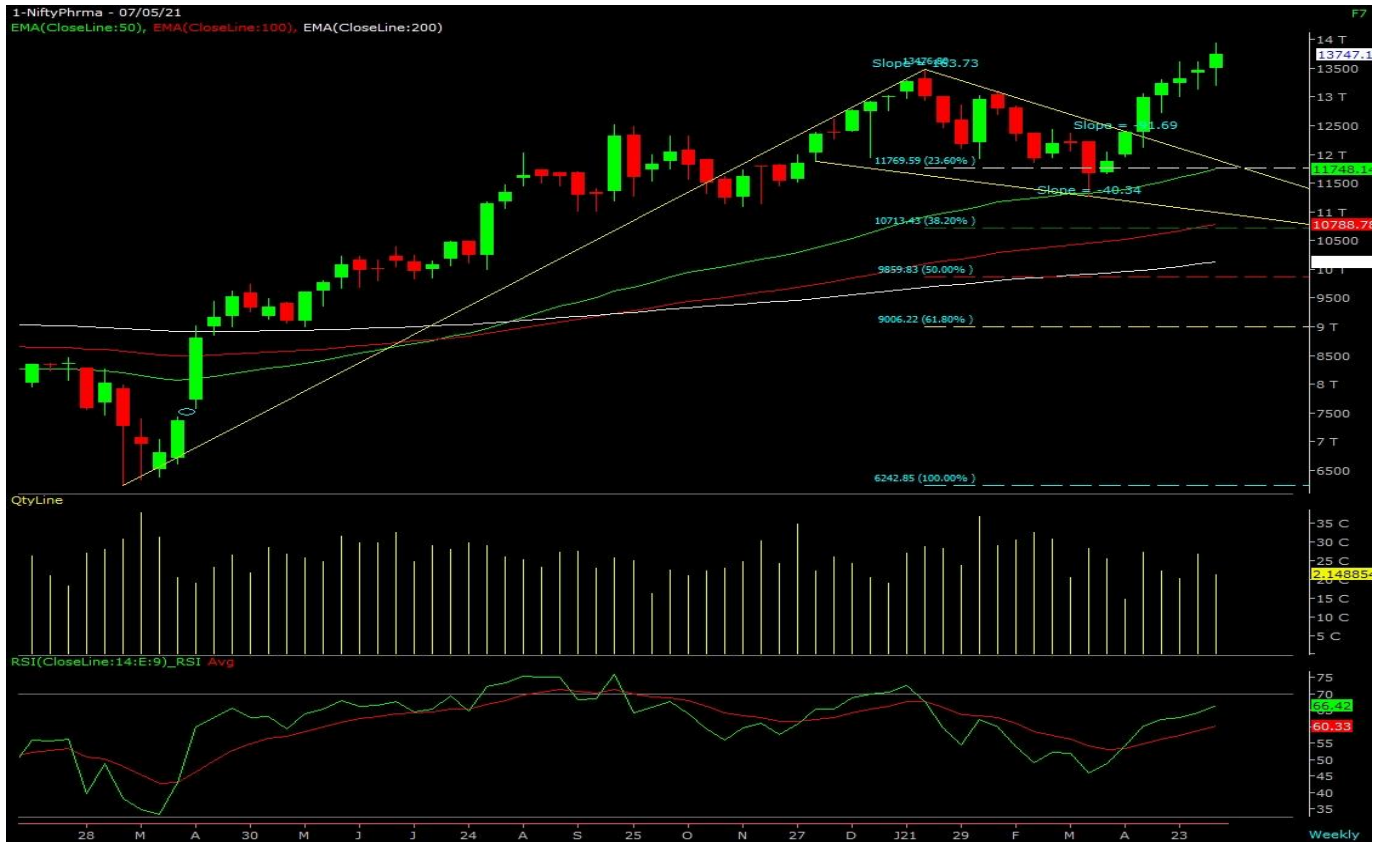 1-NiftyPhrma - 07/05/21
F7
EMA(CloseLine:50), EMA(CloseLine:100), EMA(CloseLine:200)
14 T
13747.1
13500
13 T
12500
12 T
11748.14
11500
11 T
10788.78
10500
10 T
9500
9 T
8500
8 T
7500
7 T
6500
Slope = 163.73
Slope = -91.69
Slope = -40.34
11769.59 (23.60% )
10713.43 (38.20% )
9859.83 (50.00% )
9006.22 (61.80% )
6242.85 (100.00% )
QtyLine
35 C
30 C
25 C
2.148854
15 C
10 C
5 C
RSI(CloseLine:14:E:9)_RSI Avg
75
70
66.42
60.33
55
50
45
40
35
28 M A 30 M J J 24 A S 25 O N 27 D J21 29 F M A 23
Weekly